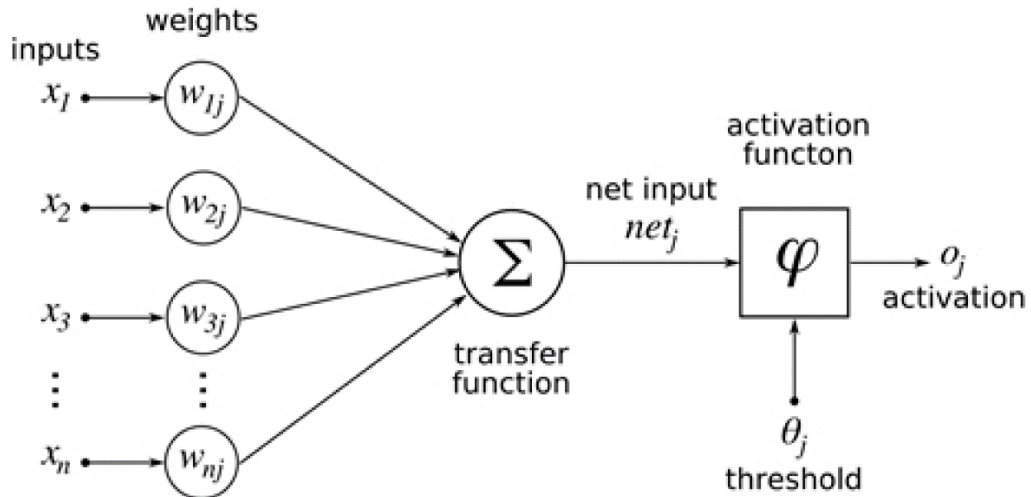 weights
inputs
x₁
w₁ⱼ
activation
functon
x₂
w₂ⱼ
net input
netⱼ
Σ
φ
oⱼ
activation
x₃
w₃ⱼ
transfer
function
⋮
⋮
θⱼ
threshold
xₙ
wₙⱼ